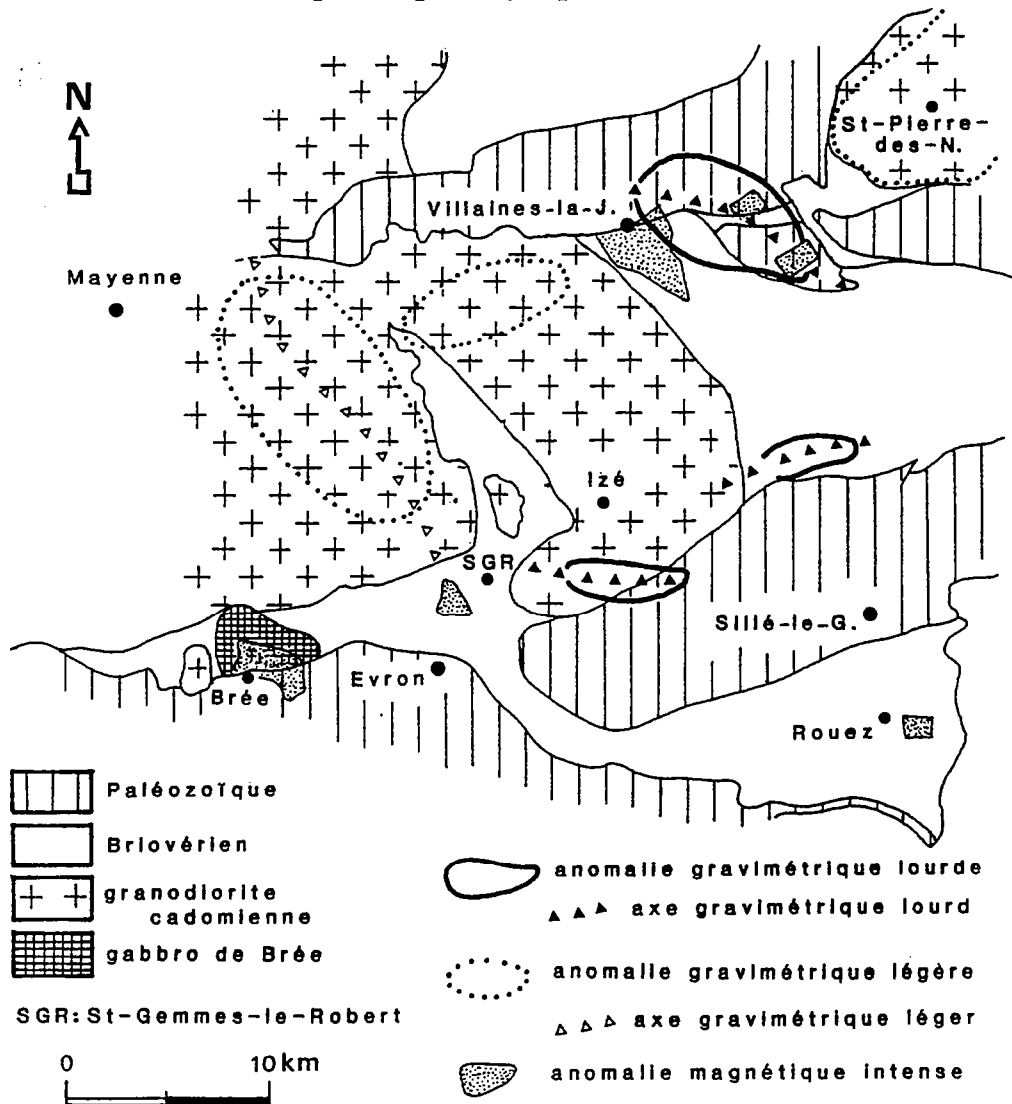 N
St-Pierre-
des-N.
Villaines-la-J.
Mayenne
Izé
SGR
Sillé-le-G.
Evron
Brée
Rouez
Paléozoïque
Briovérien
granodiorite
cadomienne
gabbro de Brée
SGR: St-Gemmes-le-Robert
0 10 km
anomalie gravimétrique lourde
axe gravimétrique lourd
anomalie gravimétrique légère
axe gravimétrique léger
anomalie magnétique intense